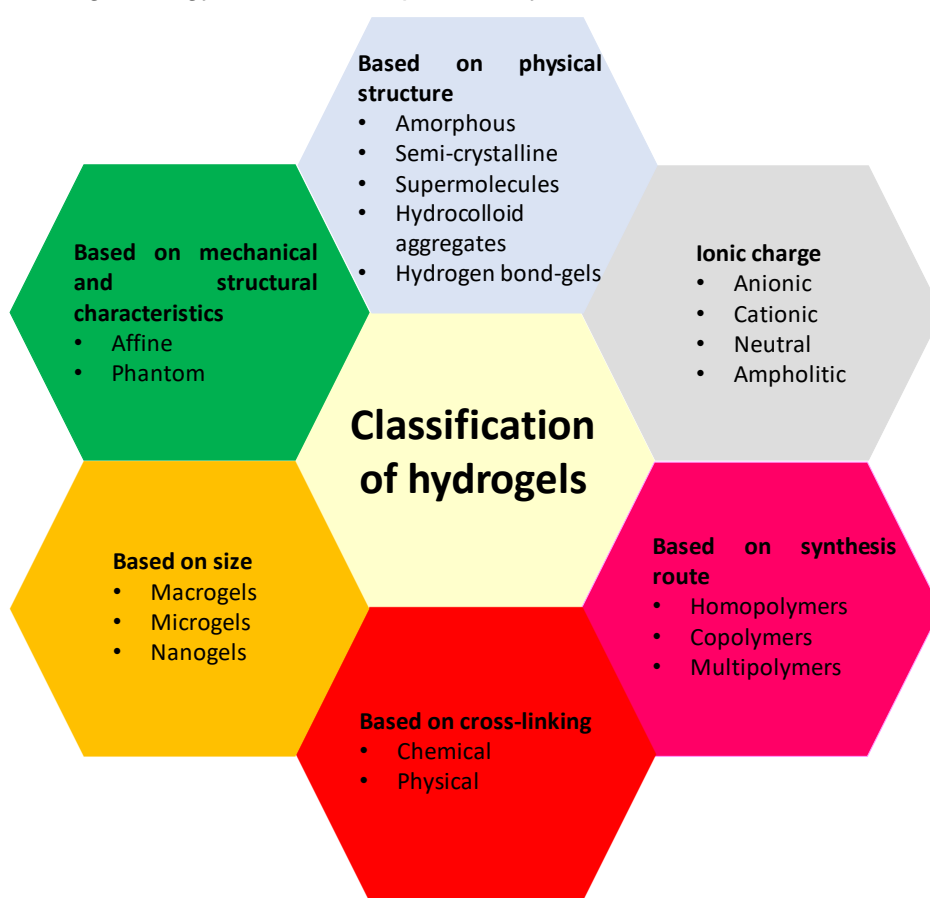 Based on physical
structure
• Amorphous
• Semi-crystalline
• Supermolecules
• Hydrocolloid
aggregates
• Hydrogen bond-gels
Based on mechanical
and structural
characteristics
• Affine
• Phantom
Ionic charge
• Anionic
• Cationic
• Neutral
• Ampholitic
Classification
of hydrogels
Based on size
• Macrogels
• Microgels
• Nanogels
Based on synthesis
route
• Homopolymers
• Copolymers
• Multipolymers
Based on cross-linking
• Chemical
• Physical